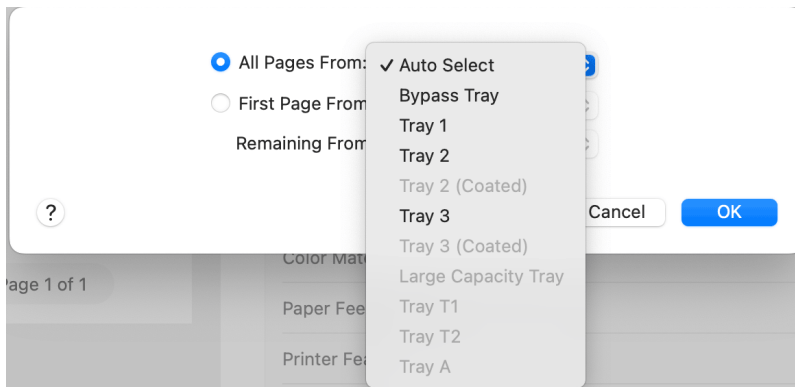 All Pages From:
✓ Auto Select
Bypass Tray
First Page From
Tray 1
Remaining From
Tray 2
Tray 2 (Coated)
?
Tray 3
Cancel
OK
Tray 3 (Coated)
Color Mat
Large Capacity Tray
Page 1 of 1
Paper Fee
Tray T1
Tray T2
Printer Fea
Tray A